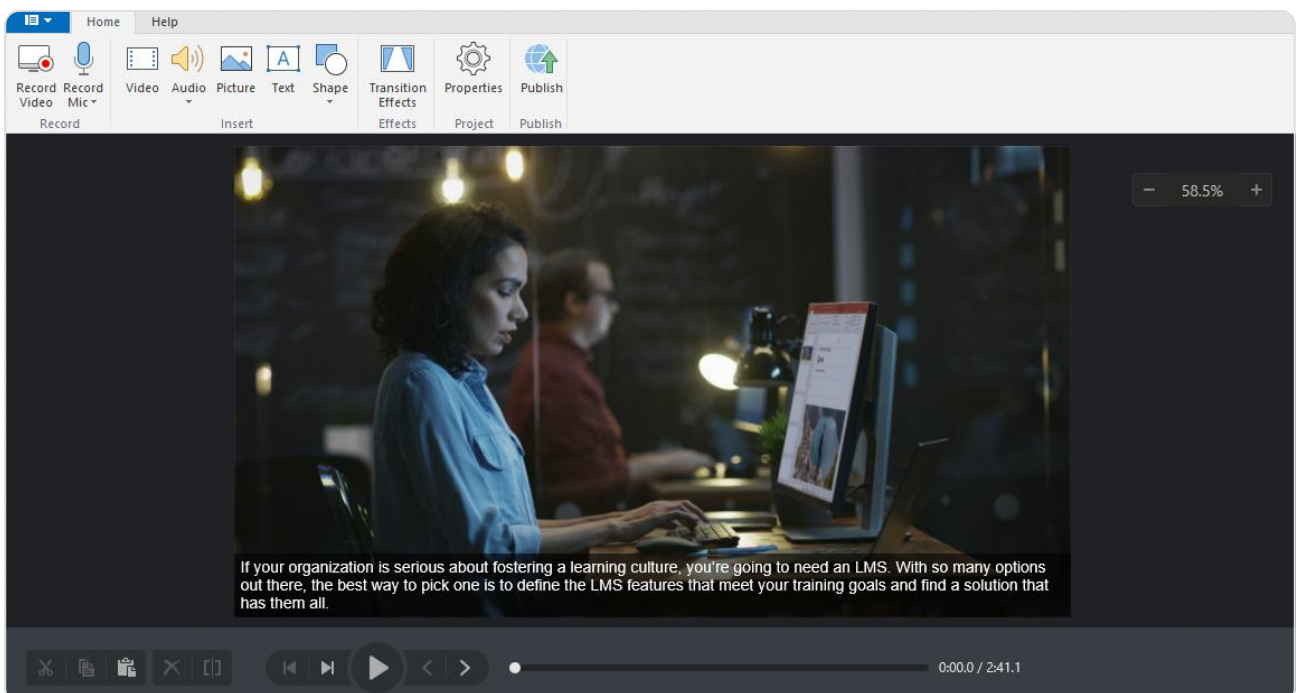 Home Help
Record Video
Record Mic
Video
Audio
Picture
Text
Shape
Transition Effects
Properties
Publish
Record
Insert
Effects
Project
Publish
58.5%
If your organization is serious about fostering a learning culture, you're going to need an LMS. With so many options
out there, the best way to pick one is to define the LMS features that meet your training goals and find a solution that
has them all.
0:00.0 / 2:41.1